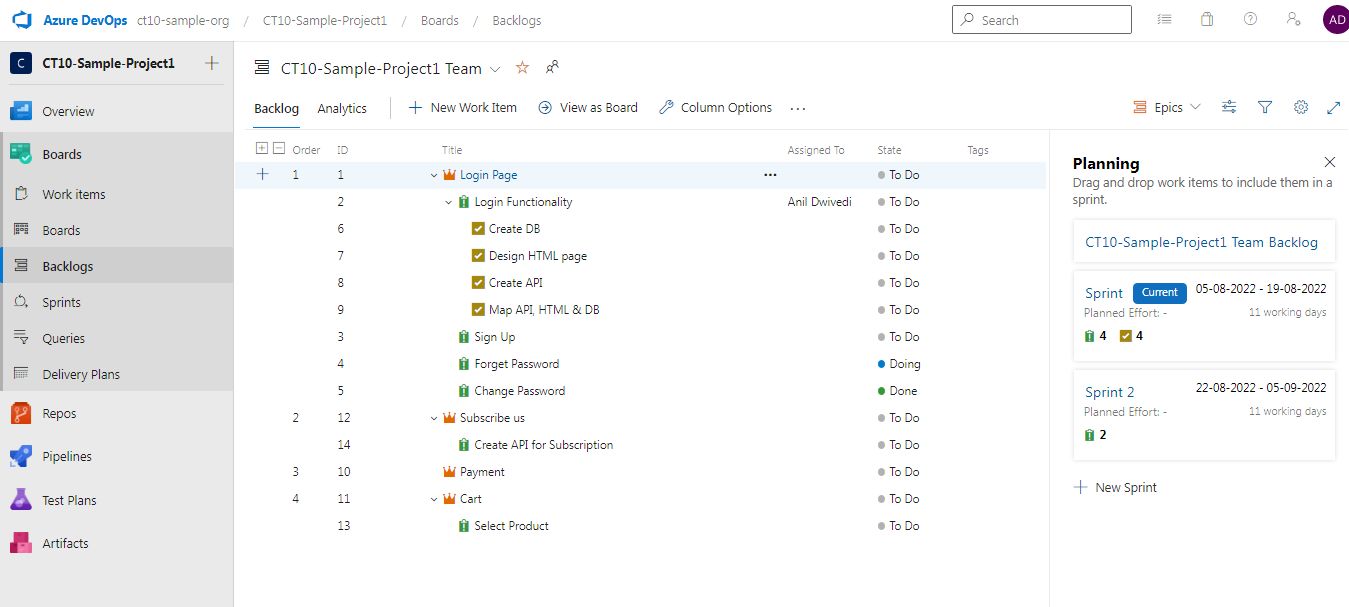 Azure DevOps ct10-sample-org / CT10-Sample-Project1 / Boards / Backlogs Search AD
C CT10-Sample-Project1
Overview
Boards
Work items
Boards
Backlogs
Sprints
Queries
Delivery Plans
Repos
Pipelines
Test Plans
Artifacts
CT10-Sample-Project1 Team
Backlog Analytics New Work Item View as Board Column Options Epics
Order ID Title Assigned To State Tags
1 1 Login Page To Do
2 Login Functionality Anil Dwivedi To Do
6 Create DB To Do
7 Design HTML page To Do
8 Create API To Do
9 Map API, HTML & DB To Do
3 Sign Up To Do
4 Forget Password Doing
5 Change Password Done
2 12 Subscribe us To Do
14 Create API for Subscription To Do
3 10 Payment To Do
4 11 Cart To Do
13 Select Product To Do
Planning
Drag and drop work items to include them in a
sprint.
CT10-Sample-Project1 Team Backlog
Sprint Current 05-08-2022 - 19-08-2022
Planned Effort: - 11 working days
4 4
Sprint 2 22-08-2022 - 05-09-2022
Planned Effort: - 11 working days
2
New Sprint